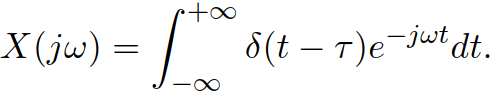 X(jω) = ∫_{-∞}^{+∞} δ(t − τ)e^{−jωt}dt.